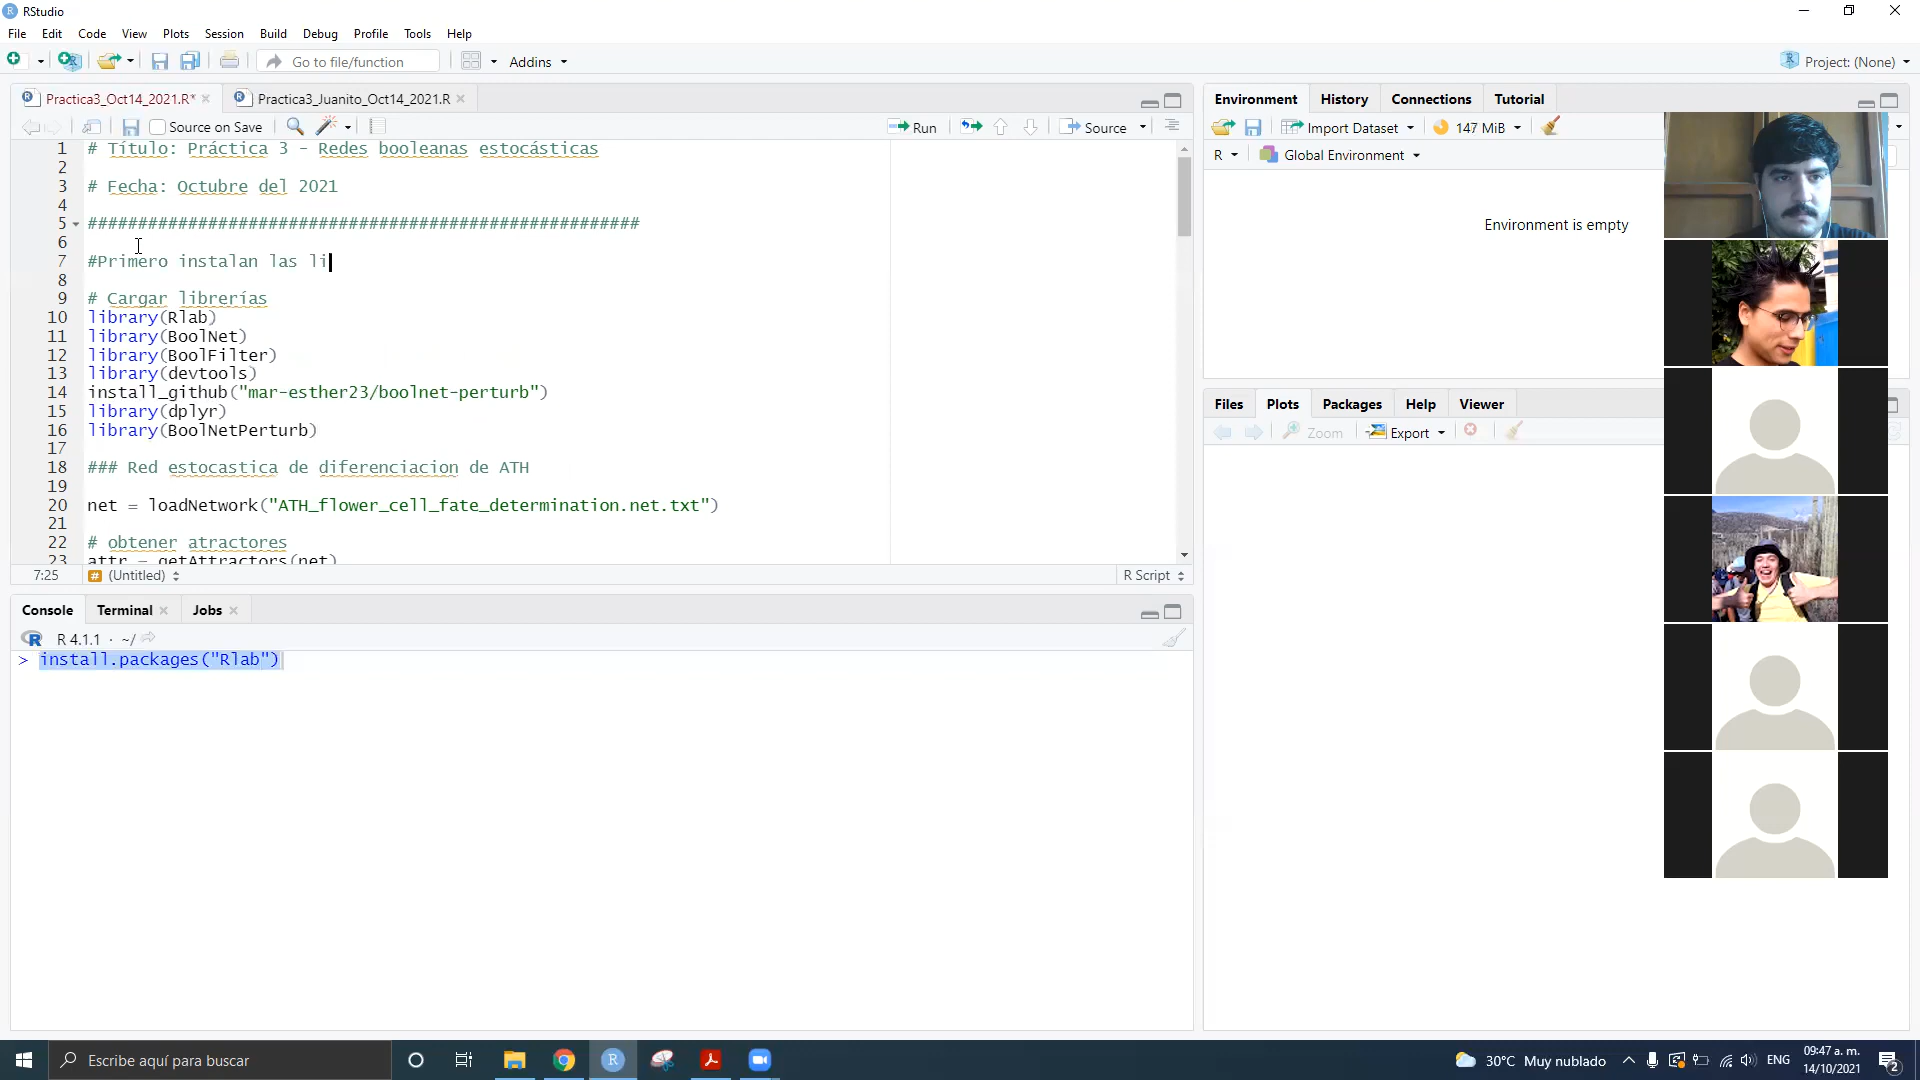 RStudio
File Edit Code View Plots Session Build Debug Profile Tools Help
Go to file/function Addins Project: (None)
Practica3_Oct14_2021.R* Practica3_Juanito_Oct14_2021.R
Source on Save Run Source
1 # Título: Práctica 3 - Redes booleanas estocásticas
2
3 # Fecha: Octubre del 2021
4
5 #######################################################
6
7 #Primero instalan las li
8
9 # Cargar librerías
10 library(Rlab)
11 library(BoolNet)
12 library(BoolFilter)
13 library(devtools)
14 install_github("mar-esther23/boolnet-perturb")
15 library(dplyr)
16 library(BoolNetPerturb)
17
18 ### Red estocastica de diferenciacion de ATH
19
20 net = loadNetwork("ATH_flower_cell_fate_determination.net.txt")
21
22 # obtener atractores
23 attr = getAttractors(net)
7:25 (Untitled) R Script
Console Terminal Jobs
R 4.1.1 · ~/
> install.packages("Rlab")
Environment History Connections Tutorial
Import Dataset 147 MiB
R Global Environment
Environment is empty
Files Plots Packages Help Viewer
Zoom Export
Escribe aquí para buscar
30°C Muy nublado ENG
09:47 a. m.
14/10/2021
2